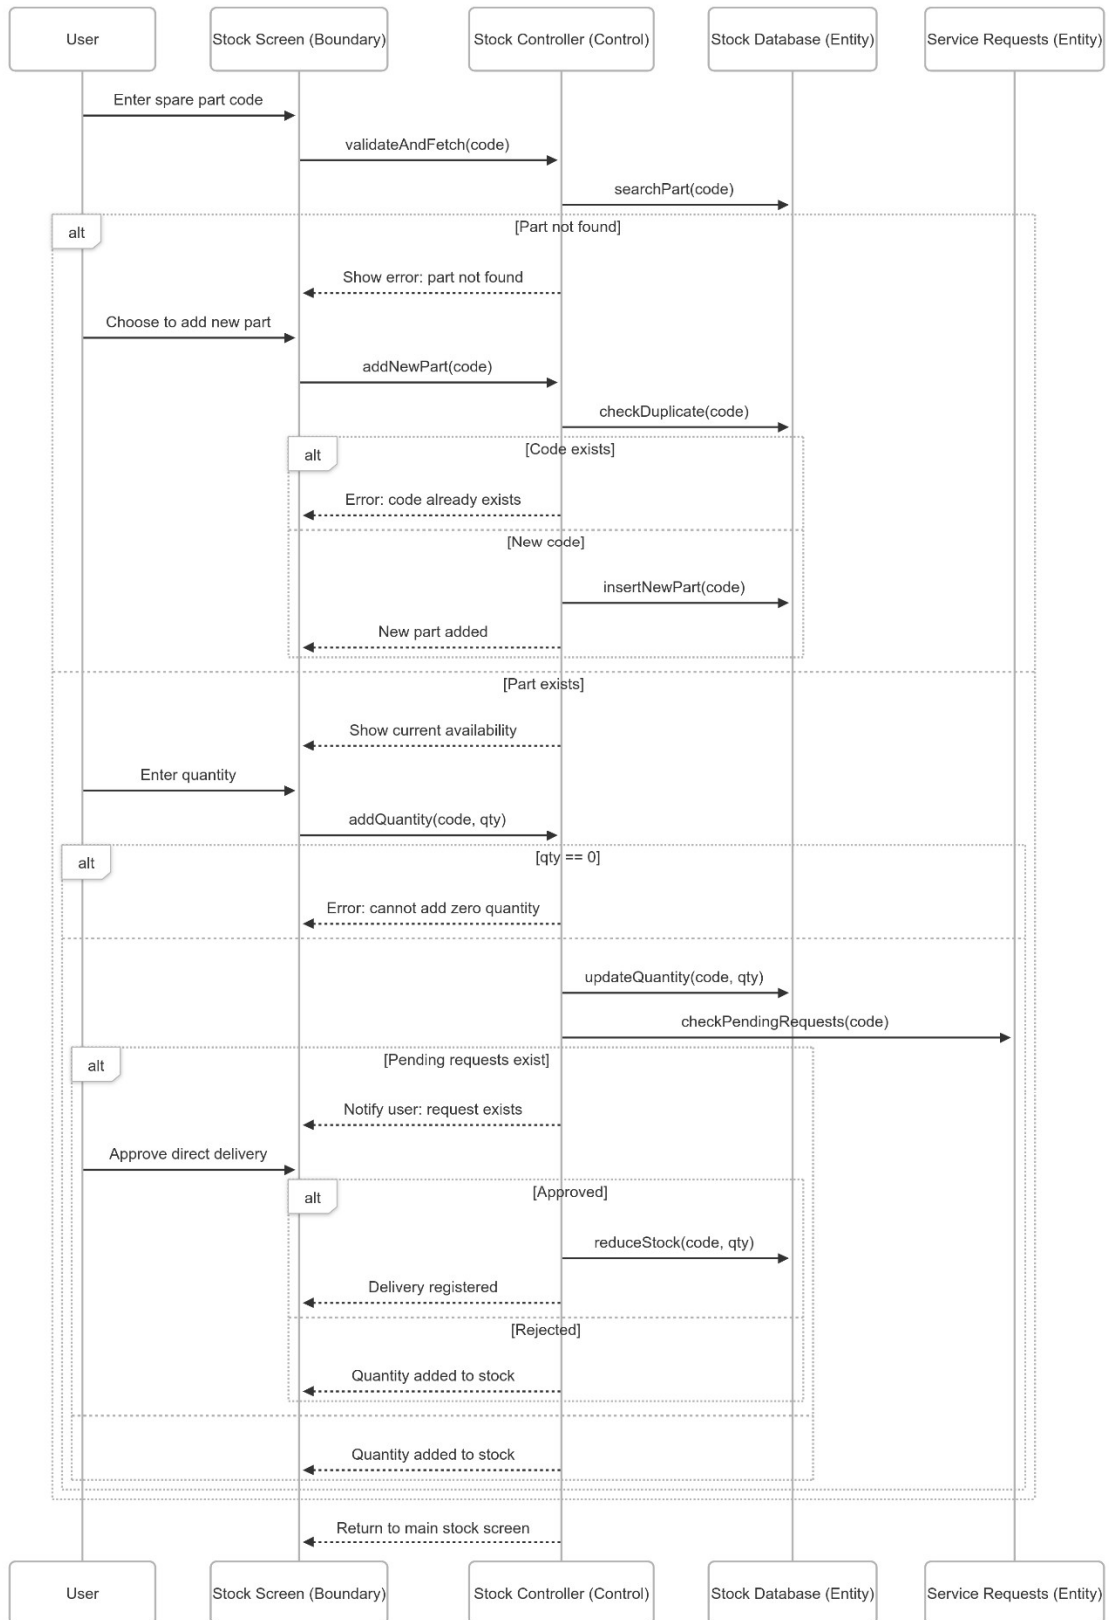 User
Stock Screen (Boundary)
Stock Controller (Control)
Stock Database (Entity)
Service Requests (Entity)
Enter spare part code
validateAndFetch(code)
searchPart(code)
alt
[Part not found]
Show error: part not found
Choose to add new part
addNewPart(code)
checkDuplicate(code)
alt
[Code exists]
Error: code already exists
[New code]
insertNewPart(code)
New part added
[Part exists]
Show current availability
Enter quantity
addQuantity(code, qty)
alt
[qty == 0]
Error: cannot add zero quantity
updateQuantity(code, qty)
checkPendingRequests(code)
alt
[Pending requests exist]
Notify user: request exists
Approve direct delivery
alt
[Approved]
reduceStock(code, qty)
Delivery registered
[Rejected]
Quantity added to stock
Quantity added to stock
Return to main stock screen
User
Stock Screen (Boundary)
Stock Controller (Control)
Stock Database (Entity)
Service Requests (Entity)